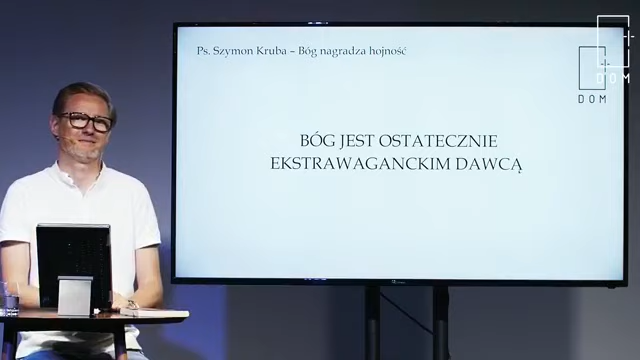 Ps. Szymon Kruba – Bóg nagradza hojność
DOM
DOM
BÓG JEST OSTATECZNIE
EKSTRAWAGANCKIM DAWCĄ